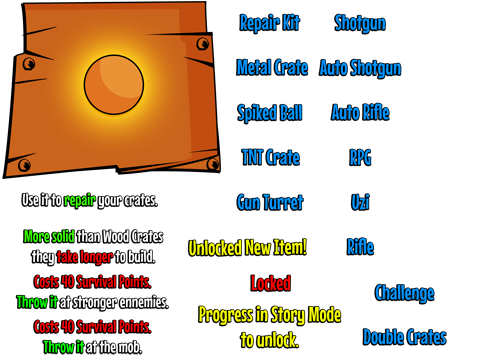 Repair Kit
Shotgun
Metal Crate
Auto Shotgun
Spiked Ball
Auto Rifle
TNT Crate
RPG
Use it to repair your crates.
Gun Turret
Uzi
More solid than Wood Crates
they take longer to build.
Unlocked New Item!
Rifle
Costs 40 Survival Points.
Throw it at stronger ennemies.
Locked
Challenge
Progress in Story Mode
to unlock.
Costs 40 Survival Points.
Throw it at the mob.
Double Crates